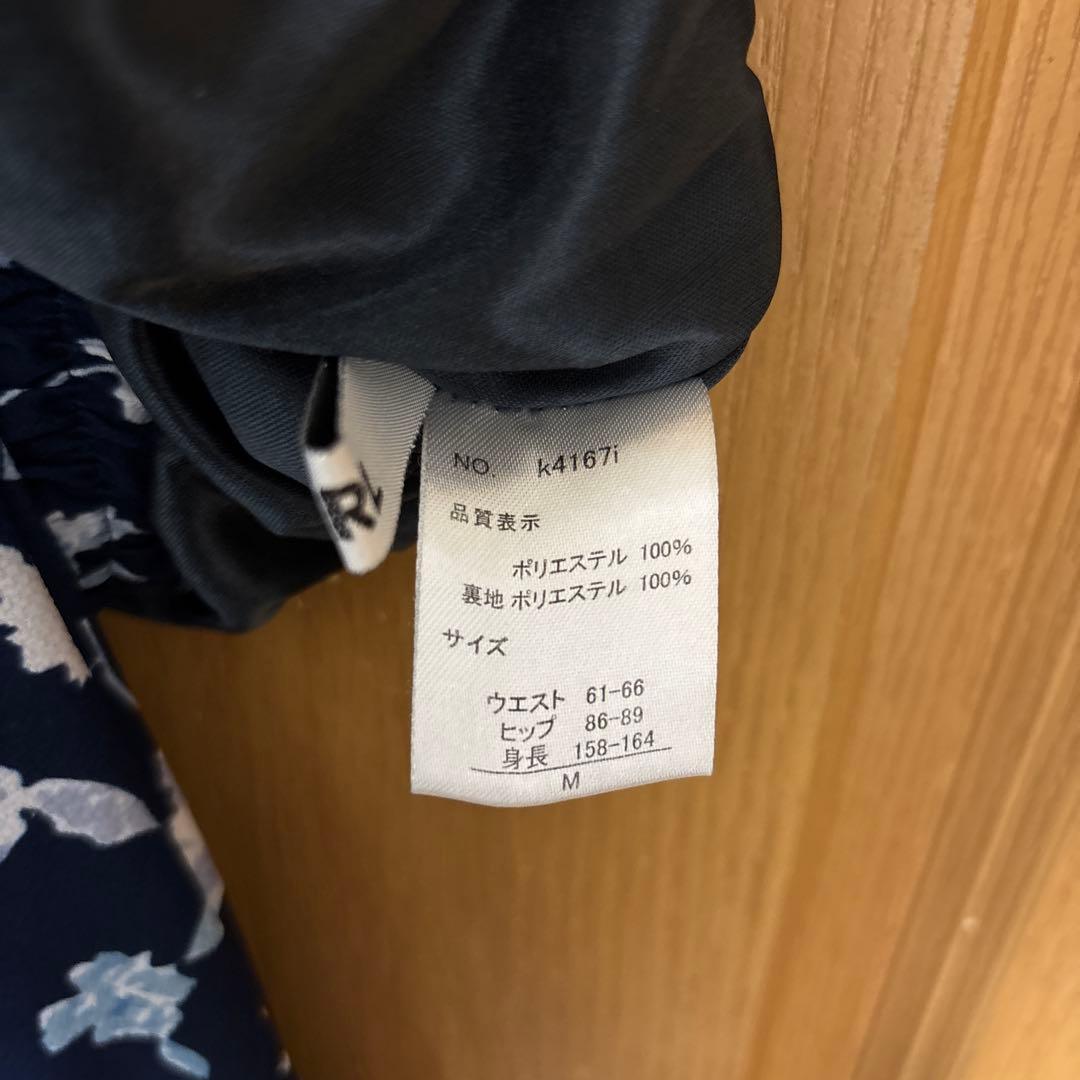 NO. k4167i
品質表示
ポリエステル 100%
裏地 ポリエステル 100%
サイズ
ウエスト 61-66
ヒップ 86-89
身長 158-164
M